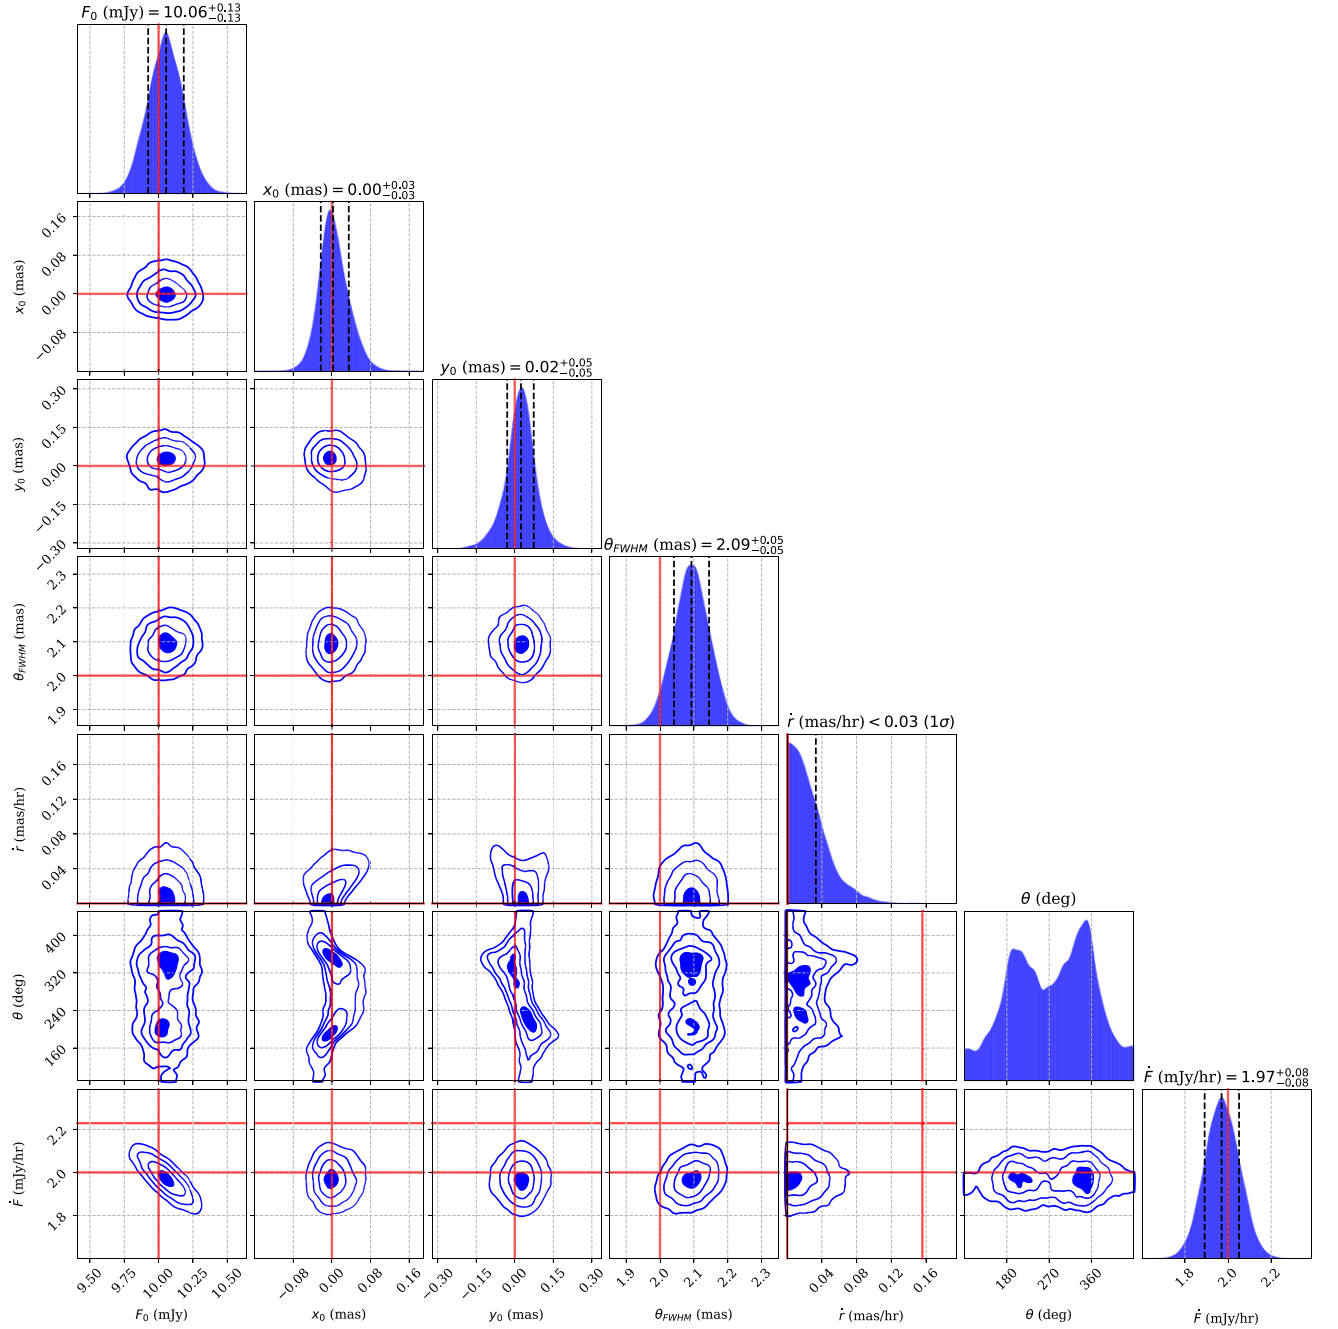 F₀ (mJy) = 10.06+0.13−0.13
x₀ (mas) = 0.00+0.03−0.03
0.16
0.08
0.00
−0.08
x₀ (mas)
y₀ (mas) = 0.02+0.05−0.05
0.30
0.15
0.00
−0.15
−0.30
y₀ (mas)
θFWHM (mas) = 2.09+0.05−0.05
2.3
2.2
2.1
2.0
1.9
θFWHM (mas)
ṙ (mas/hr) < 0.03 (1σ)
0.16
0.12
0.08
0.04
ṙ (mas/hr)
θ (deg)
400
320
240
160
θ (deg)
Ḟ (mJy/hr) = 1.97+0.08−0.08
2.2
2.0
1.8
Ḟ (mJy/hr)
9.50 9.75 10.00 10.25 10.50 −0.08 0.00 0.08 0.16 −0.30 −0.15 0.00 0.15 0.30 1.9 2.0 2.1 2.2 2.3 0.04 0.08 0.12 0.16 180 270 360 1.8 2.0 2.2
F₀ (mJy) x₀ (mas) y₀ (mas) θFWHM (mas) ṙ (mas/hr) θ (deg) Ḟ (mJy/hr)